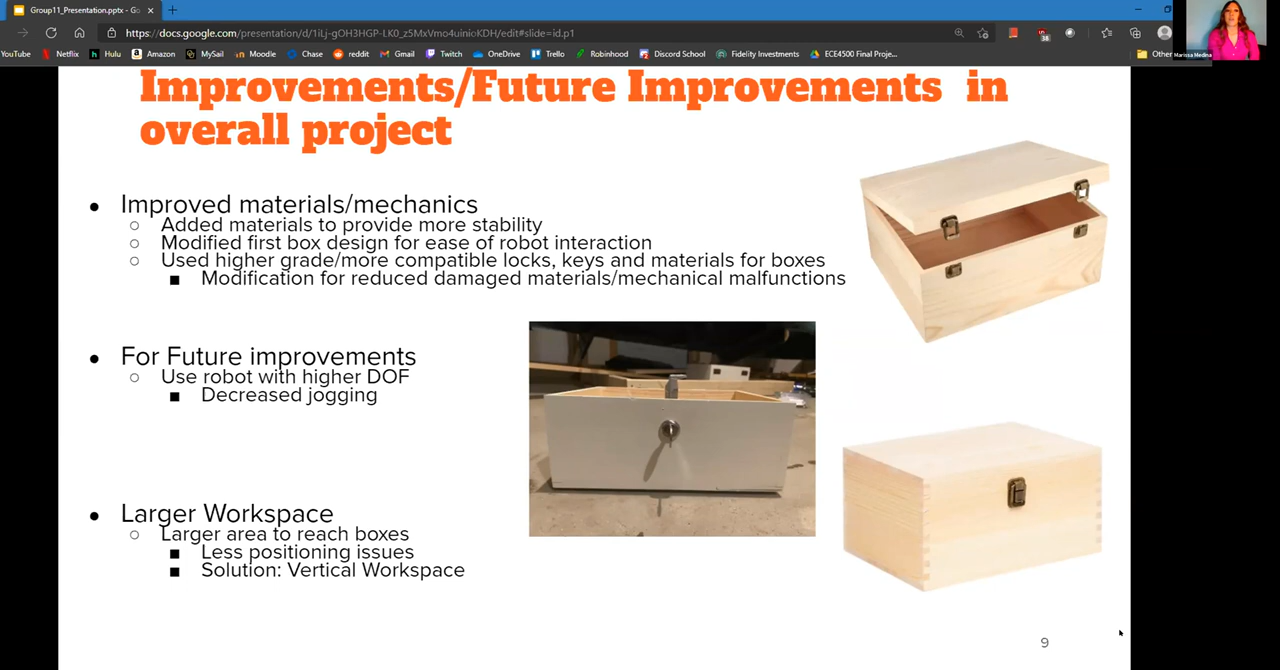 Group11_Presentation.pptx - Go
https://docs.google.com/presentation/d/1iLj-gOH3HGP-LK0_z5MxVmo4uinioKDH/edit#slide=id.p1
38
YouTube Netflix Hulu Amazon MySail Moodle Chase reddit Gmail Twitch OneDrive Trello Robinhood Discord School Fidelity Investments ECE4500 Final Proje... Other
Marissa Medina
Improvements/Future Improvements in
overall project
● Improved materials/mechanics
○ Added materials to provide more stability
○ Modified first box design for ease of robot interaction
○ Used higher grade/more compatible locks, keys and materials for boxes
■ Modification for reduced damaged materials/mechanical malfunctions
● For Future improvements
○ Use robot with higher DOF
■ Decreased jogging
● Larger Workspace
○ Larger area to reach boxes
■ Less positioning issues
■ Solution: Vertical Workspace
9